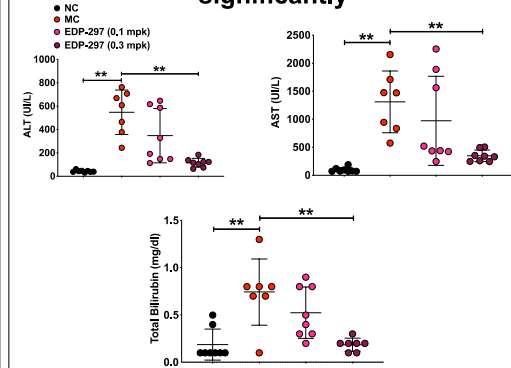 significantly
NC
MC
EDP-297 (0.1 mpk)
EDP-297 (0.3 mpk)
ALT (UI/L)
1000
800
600
400
200
0
**
**
AST (UI/L)
2500
2000
1500
1000
500
0
**
**
Total Bilirubin (mg/dl)
1.5
1.0
0.5
0.0
**
**